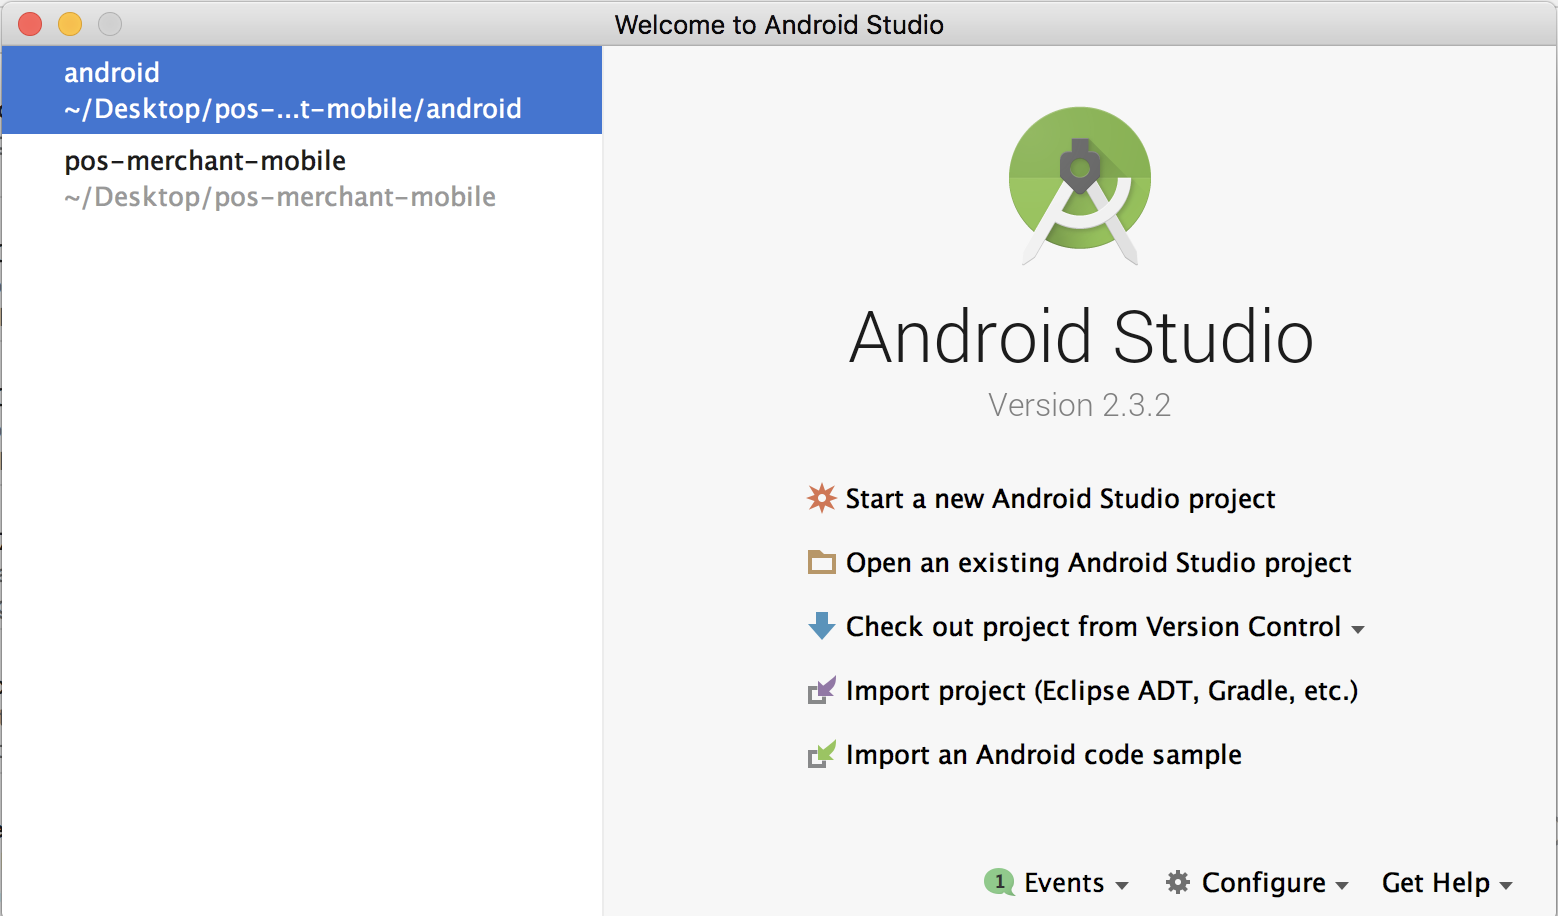 Welcome to Android Studio
android
~/Desktop/pos-...t-mobile/android
pos-merchant-mobile
~/Desktop/pos-merchant-mobile
Android Studio
Version 2.3.2
Start a new Android Studio project
Open an existing Android Studio project
Check out project from Version Control
Import project (Eclipse ADT, Gradle, etc.)
Import an Android code sample
1 Events Configure Get Help